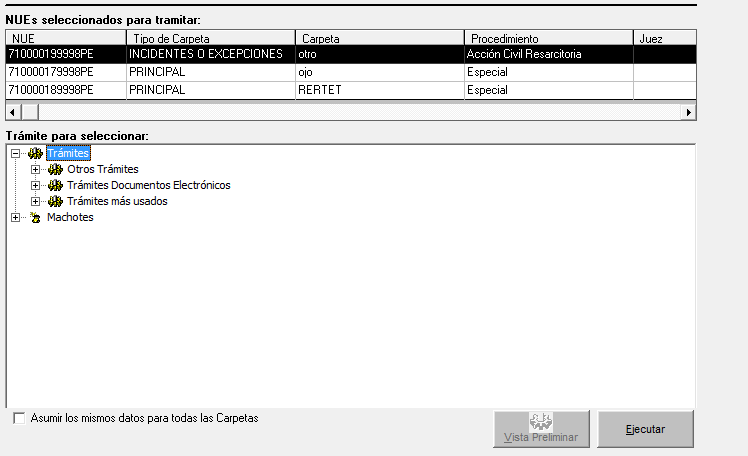 NUEs seleccionados para tramitar:
NUE Tipo de Carpeta Carpeta Procedimiento Juez
710000199998PE INCIDENTES O EXCEPCIONES otro Acción Civil Resarcitoria
710000179998PE PRINCIPAL ojo Especial
710000189998PE PRINCIPAL RERTET Especial
Trámite para seleccionar:
Trámites
Otros Trámites
Trámites Documentos Electrónicos
Trámites más usados
Machotes
Asumir los mismos datos para todas las Carpetas
Vista Preliminar
Ejecutar